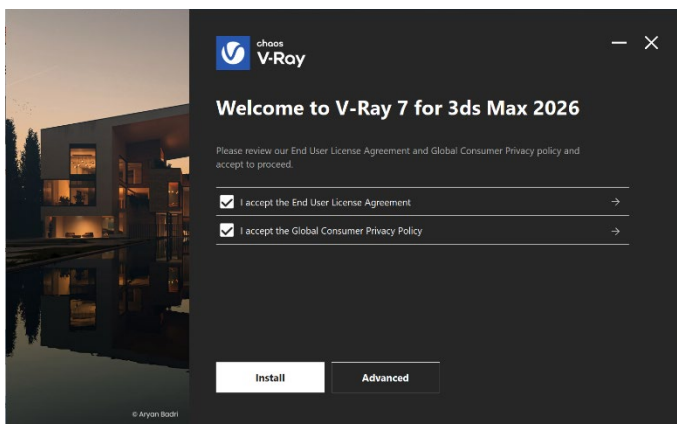 chaos
V-Ray
Welcome to V-Ray 7 for 3ds Max 2026
Please review our End User License Agreement and Global Consumer Privacy policy and
accept to proceed.
I accept the End User License Agreement
I accept the Global Consumer Privacy Policy
Install
Advanced
© Aryan Badri